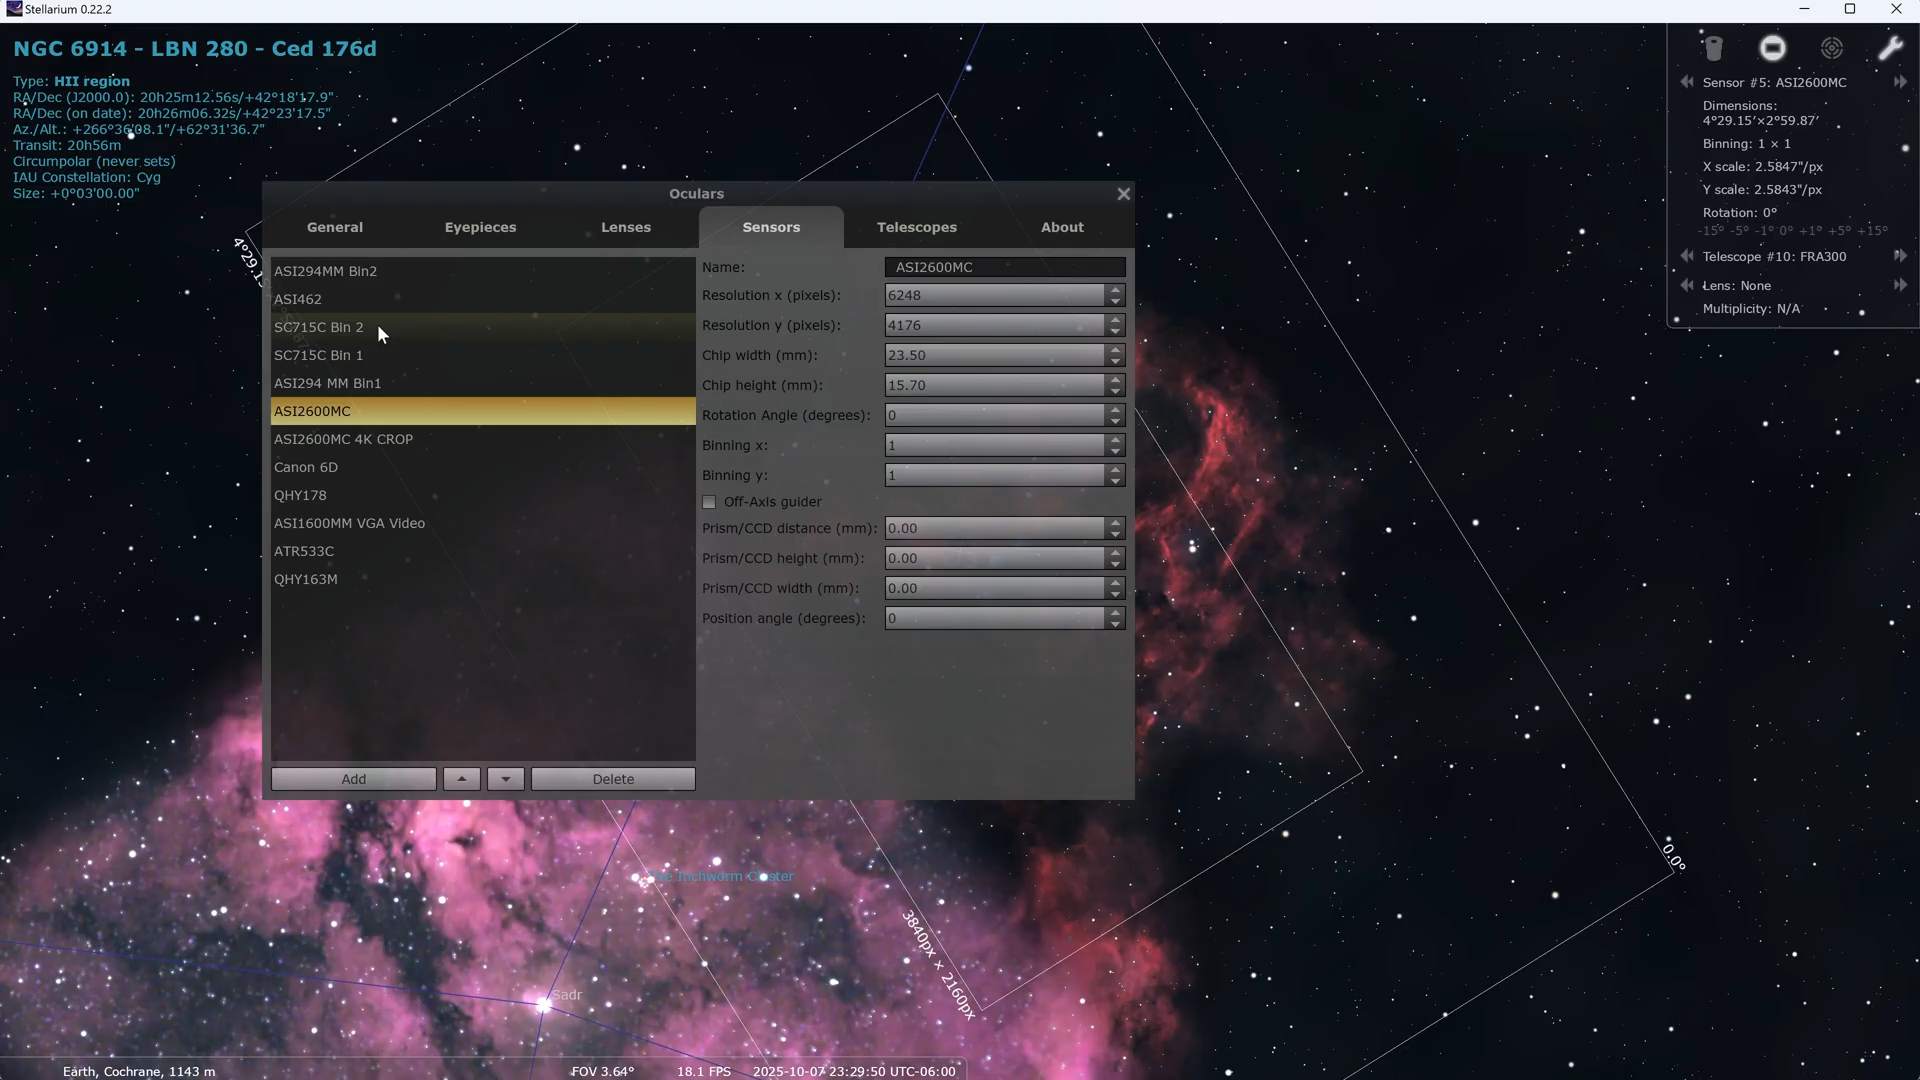 Stellarium 0.22.2
NGC 6914 - LBN 280 - Ced 176d
Type: HII region
RA/Dec (J2000.0): 20h25m12.56s/+42°18'17.9"
RA/Dec (on date): 20h26m06.32s/+42°23'17.5"
Az./Alt.: +266°36'08.1"/+62°31'36.7"
Transit: 20h56m
Circumpolar (never sets)
IAU Constellation: Cyg
Size: +0°03'00.00"
Sensor #5: ASI2600MC
Dimensions:
4°29.15′×2°59.87′
Binning: 1 × 1
X scale: 2.5847"/px
Y scale: 2.5843"/px
Rotation: 0°
-15° -5° -1° 0° +1° +5° +15°
Telescope #10: FRA300
Lens: None
Multiplicity: N/A
Oculars
General
Eyepieces
Lenses
Sensors
Telescopes
About
ASI294MM Bin2
ASI462
SC715C Bin 2
SC715C Bin 1
ASI294 MM Bin1
ASI2600MC
ASI2600MC 4K CROP
Canon 6D
QHY178
ASI1600MM VGA Video
ATR533C
QHY163M
Add
Delete
Name: ASI2600MC
Resolution x (pixels): 6248
Resolution y (pixels): 4176
Chip width (mm): 23.50
Chip height (mm): 15.70
Rotation Angle (degrees): 0
Binning x: 1
Binning y: 1
Off-Axis guider
Prism/CCD distance (mm): 0.00
Prism/CCD height (mm): 0.00
Prism/CCD width (mm): 0.00
Position angle (degrees): 0
0.0°
Inchworm Cluster
3840px × 2160px
Sadr
Earth, Cochrane, 1143 m
FOV 3.64°
18.1 FPS
2025-10-07 23:29:50 UTC-06:00